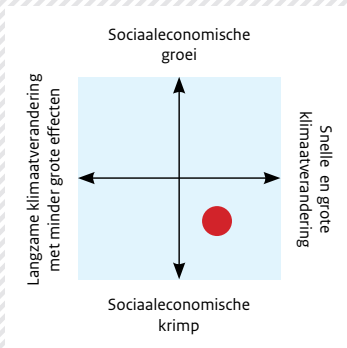 Sociaaleconomische
groei
Langzame klimaatverandering
met minder grote effecten
Snelle en grote
klimaatverandering
Sociaaleconomische
krimp